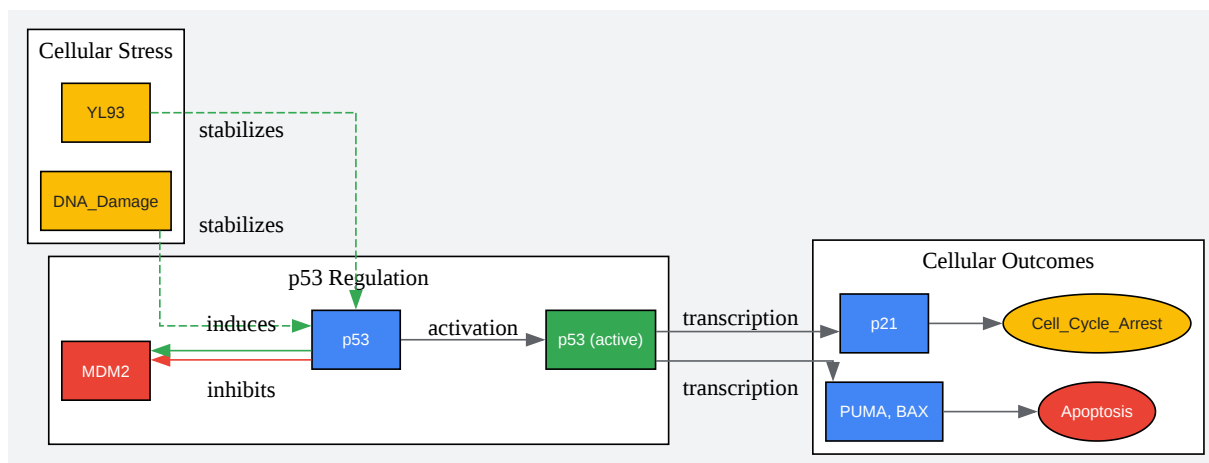 Cellular Stress
YL93
stabilizes
DNA_Damage
stabilizes
p53 Regulation
induces
p53
activation
p53 (active)
MDM2
inhibits
transcription
transcription
Cellular Outcomes
p21
Cell_Cycle_Arrest
PUMA, BAX
Apoptosis